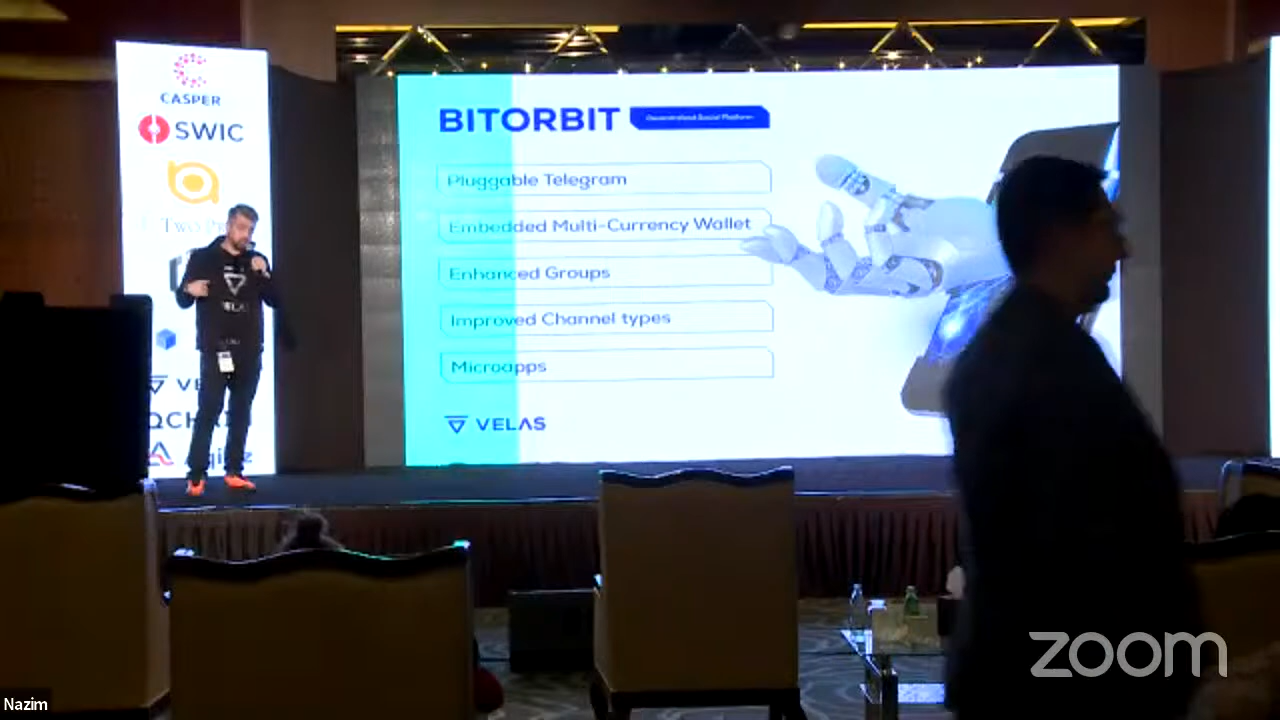 CASPER
SWIC
BITORBIT
Decentralized Social Platform
Pluggable Telegram
Embedded Multi-Currency Wallet
Enhanced Groups
Improved Channel types
Microapps
VELAS
zoom
Nazim